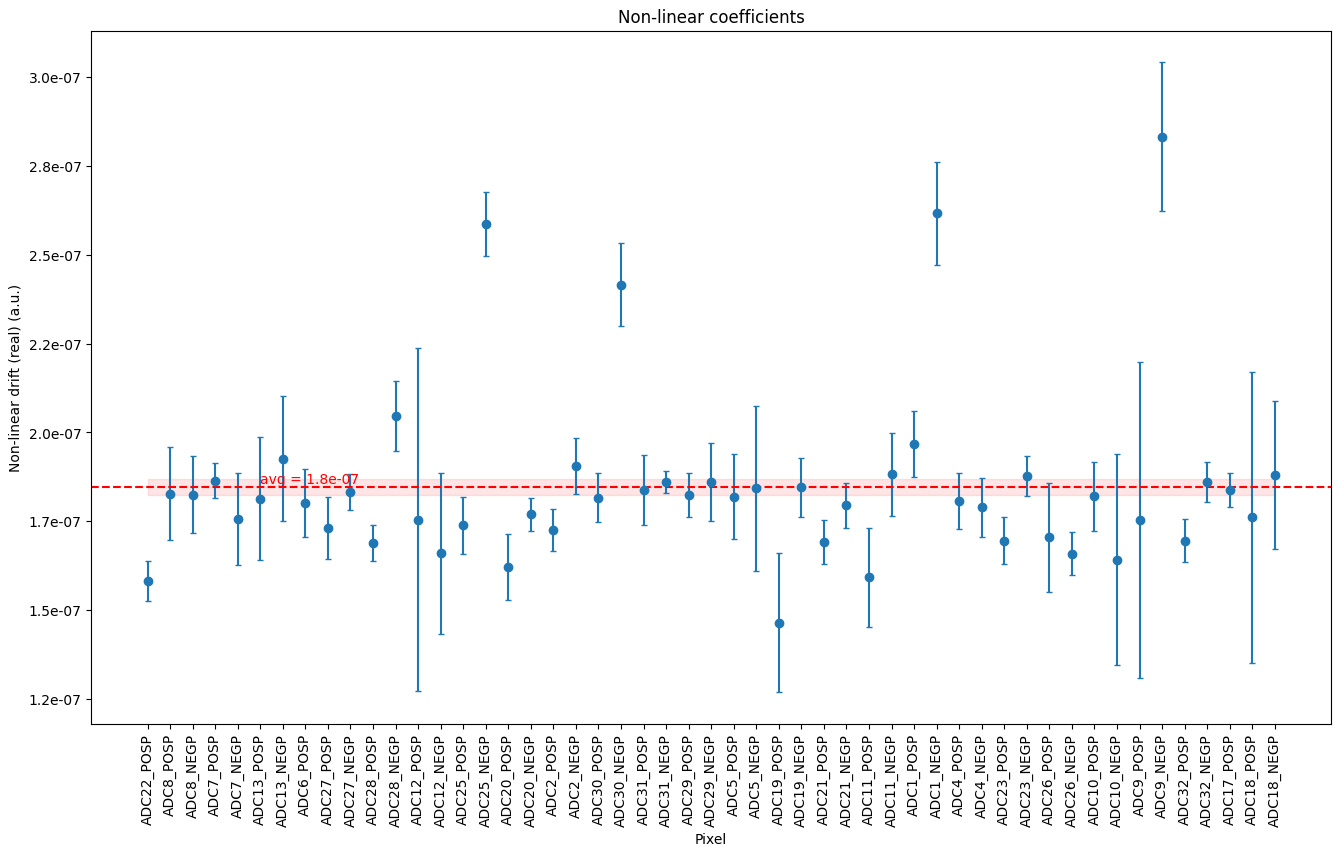 Non-linear coefficients
Non-linear drift (real) (a.u.)
3.0e-07
2.8e-07
2.5e-07
2.2e-07
2.0e-07
1.7e-07
1.5e-07
1.2e-07
avg = 1.8e-07
ADC22_POSP
ADC8_POSP
ADC8_NEGP
ADC7_POSP
ADC7_NEGP
ADC13_POSP
ADC13_NEGP
ADC6_POSP
ADC27_POSP
ADC27_NEGP
ADC28_POSP
ADC28_NEGP
ADC12_POSP
ADC12_NEGP
ADC25_POSP
ADC25_NEGP
ADC20_POSP
ADC20_NEGP
ADC2_POSP
ADC2_NEGP
ADC30_POSP
ADC30_NEGP
ADC31_POSP
ADC31_NEGP
ADC29_POSP
ADC29_NEGP
ADC5_POSP
ADC5_NEGP
ADC19_POSP
ADC19_NEGP
ADC21_POSP
ADC21_NEGP
ADC11_POSP
ADC11_NEGP
ADC1_POSP
ADC1_NEGP
ADC4_POSP
ADC4_NEGP
ADC23_POSP
ADC23_NEGP
ADC26_POSP
ADC26_NEGP
ADC10_POSP
ADC10_NEGP
ADC9_POSP
ADC9_NEGP
ADC32_POSP
ADC32_NEGP
ADC17_POSP
ADC18_POSP
ADC18_NEGP
Pixel